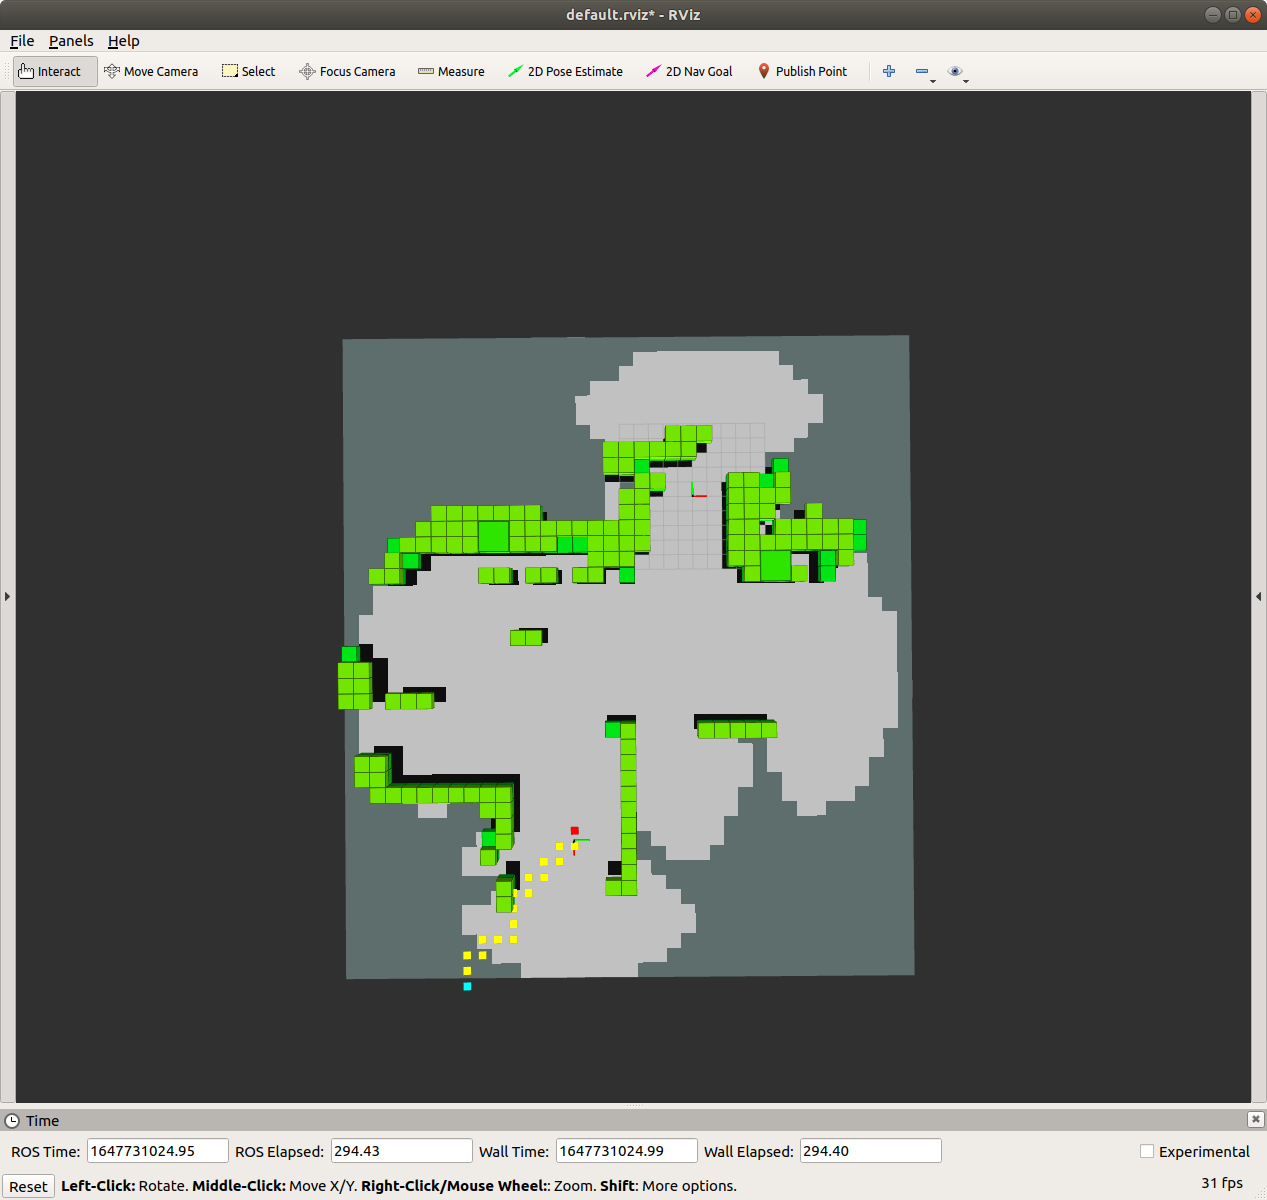 default.rviz* - RViz
File Panels Help
Interact Move Camera Select Focus Camera Measure 2D Pose Estimate 2D Nav Goal Publish Point
Time
ROS Time: 1647731024.95 ROS Elapsed: 294.43 Wall Time: 1647731024.99 Wall Elapsed: 294.40 Experimental
Reset Left-Click: Rotate. Middle-Click: Move X/Y. Right-Click/Mouse Wheel:: Zoom. Shift: More options. 31 fps